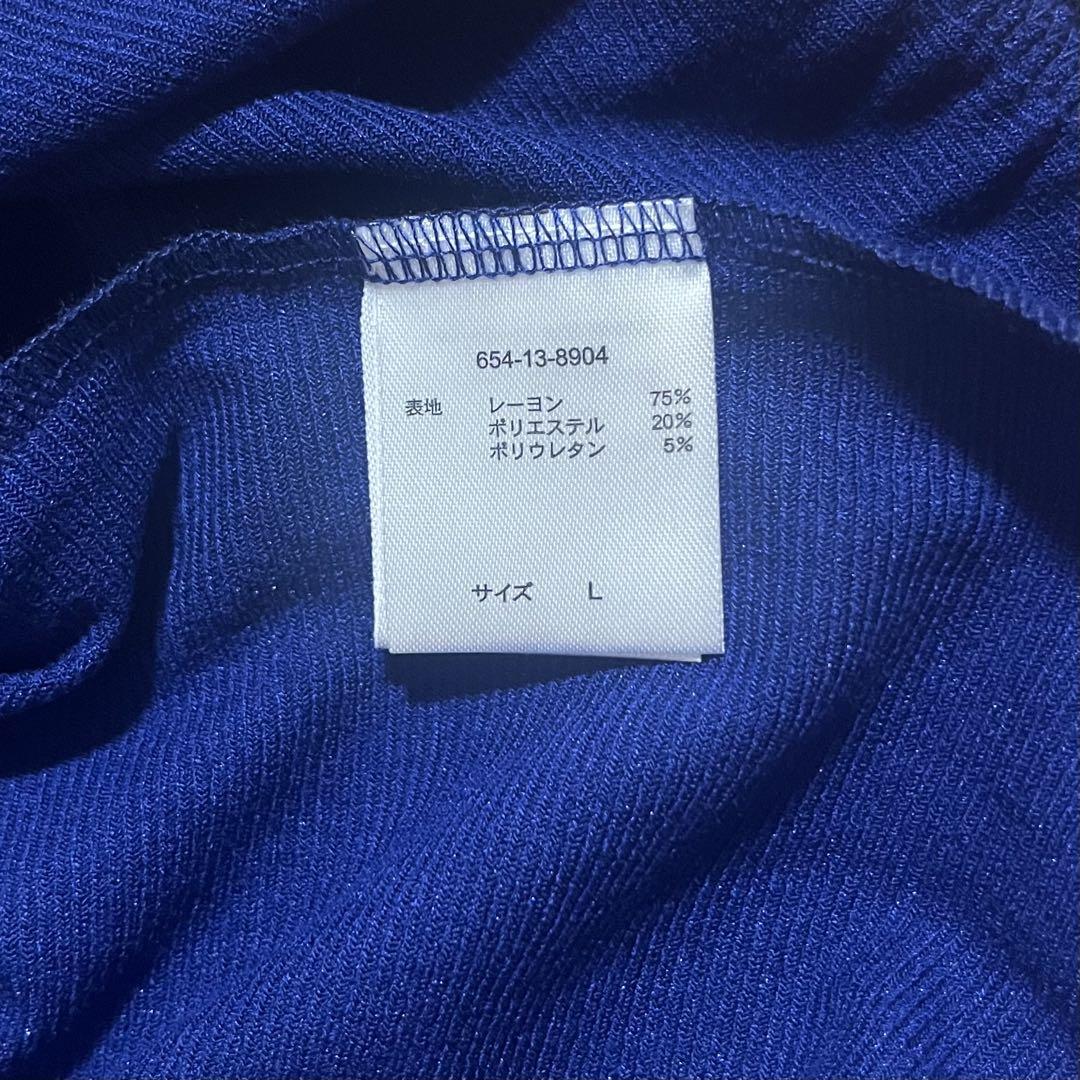 654-13-8904
表地 レーヨン 75%
ポリエステル 20%
ポリウレタン 5%
サイズ L